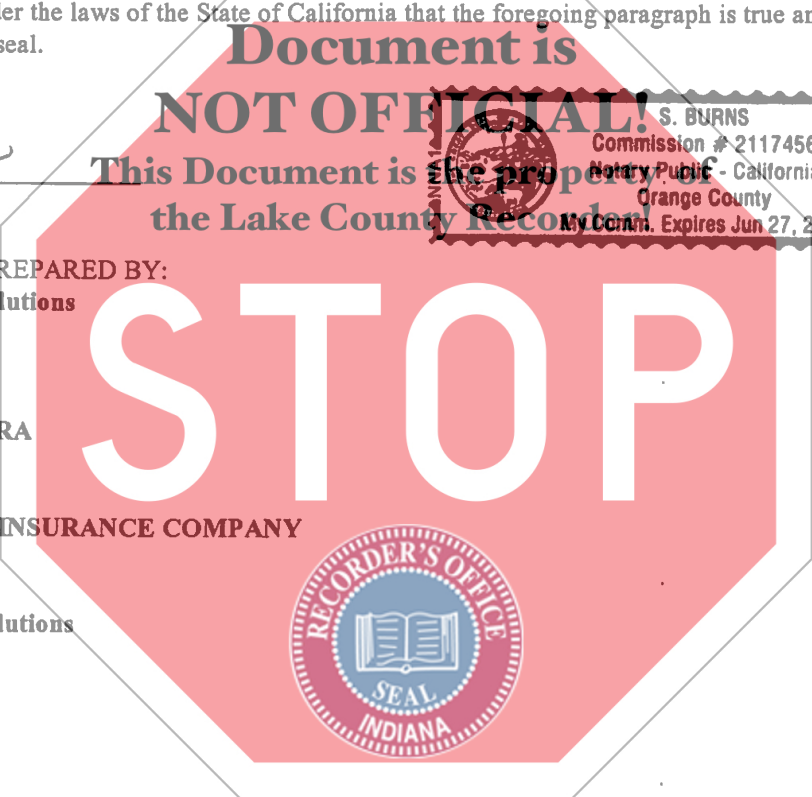 der the laws of the State of California that the foregoing paragraph is true an
seal.
Document is
NOT OFFICIAL!
This Document is the property of
the Lake County Recorder!
S. BURNS
Commission # 2117456
Notary Public - California
Orange County
My Comm. Expires Jun 27, 2
REPARED BY:
lutions
STOP
RA
INSURANCE COMPANY
lutions
RECORDER'S OFFICE
SEAL
INDIANA